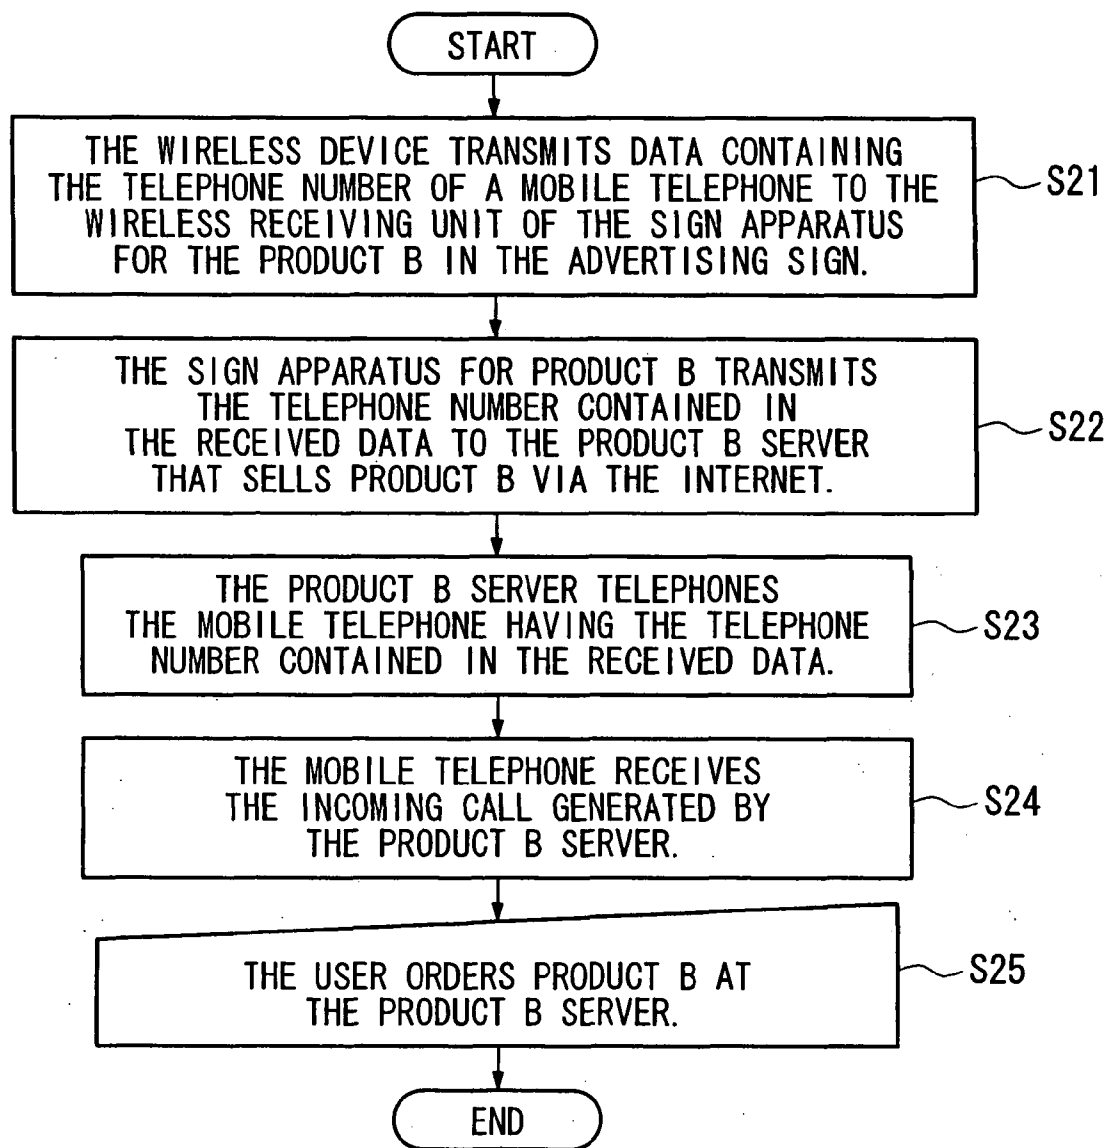 START
THE WIRELESS DEVICE TRANSMITS DATA CONTAINING
THE TELEPHONE NUMBER OF A MOBILE TELEPHONE TO THE
WIRELESS RECEIVING UNIT OF THE SIGN APPARATUS
FOR THE PRODUCT B IN THE ADVERTISING SIGN.
S21
THE SIGN APPARATUS FOR PRODUCT B TRANSMITS
THE TELEPHONE NUMBER CONTAINED IN
THE RECEIVED DATA TO THE PRODUCT B SERVER
THAT SELLS PRODUCT B VIA THE INTERNET.
S22
THE PRODUCT B SERVER TELEPHONES
THE MOBILE TELEPHONE HAVING THE TELEPHONE
NUMBER CONTAINED IN THE RECEIVED DATA.
S23
THE MOBILE TELEPHONE RECEIVES
THE INCOMING CALL GENERATED BY
THE PRODUCT B SERVER.
S24
THE USER ORDERS PRODUCT B AT
THE PRODUCT B SERVER.
S25
END